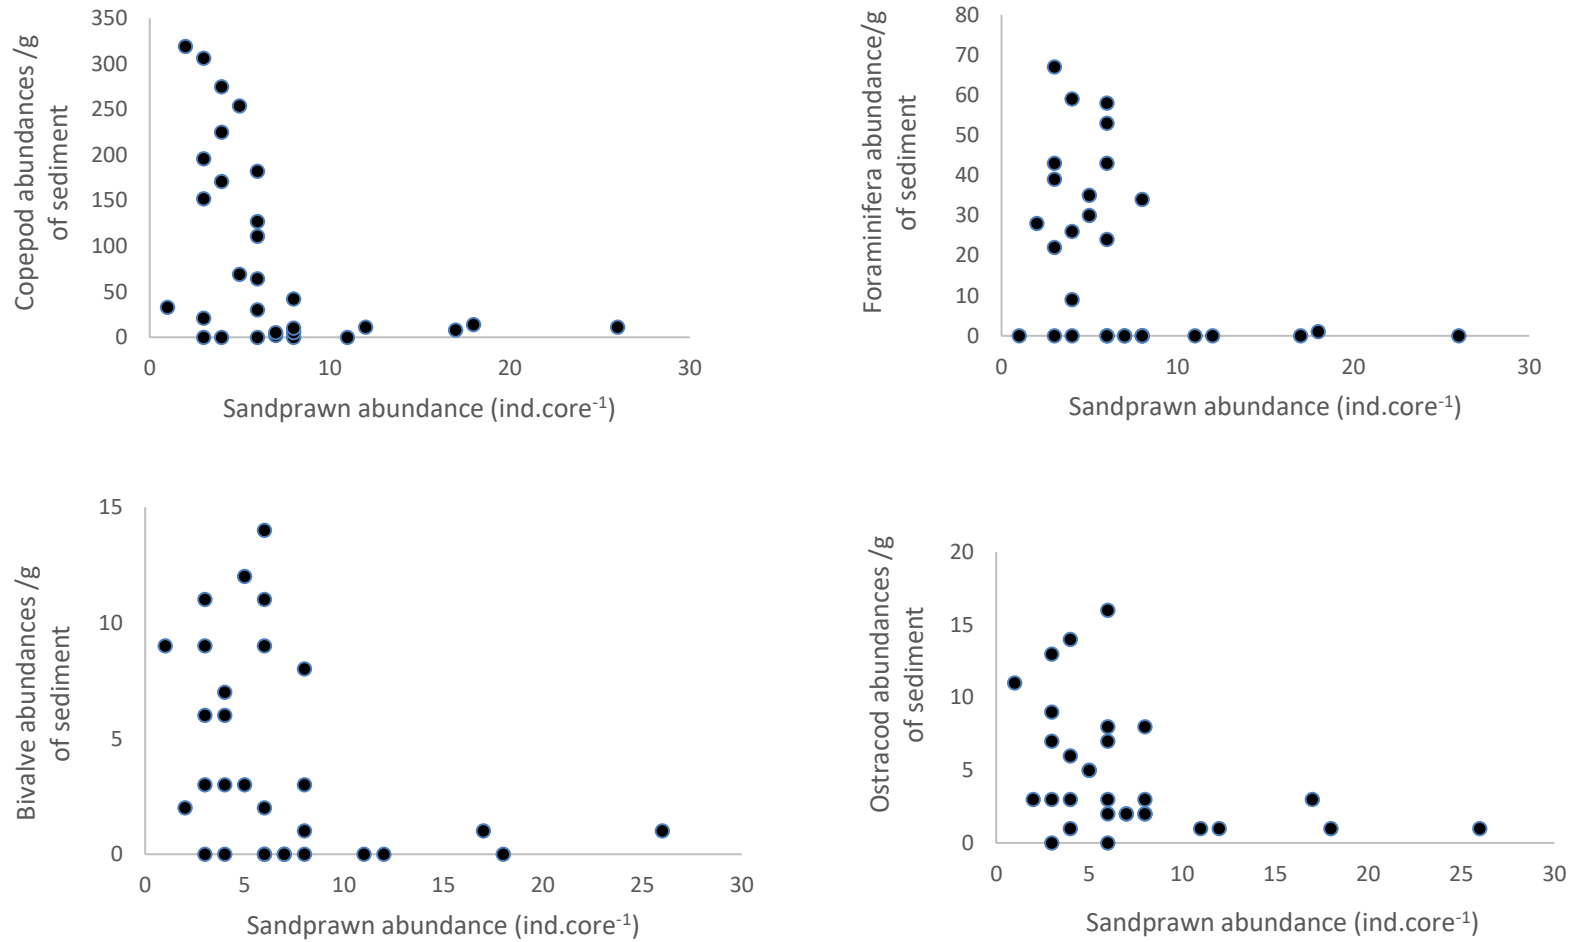 Copepod abundances /g
of sediment
350
300
250
200
150
100
50
0
0 10 20 30
Sandprawn abundance (ind.core⁻¹)
Foraminifera abundance/g
of sediment
80
70
60
50
40
30
20
10
0
0 10 20 30
Sandprawn abundance (ind.core⁻¹)
Bivalve abundances /g
of sediment
15
10
5
0
0 5 10 15 20 25 30
Sandprawn abundance (ind.core⁻¹)
Ostracod abundances /g
of sediment
20
15
10
5
0
0 5 10 15 20 25 30
Sandprawn abundance (ind.core⁻¹)